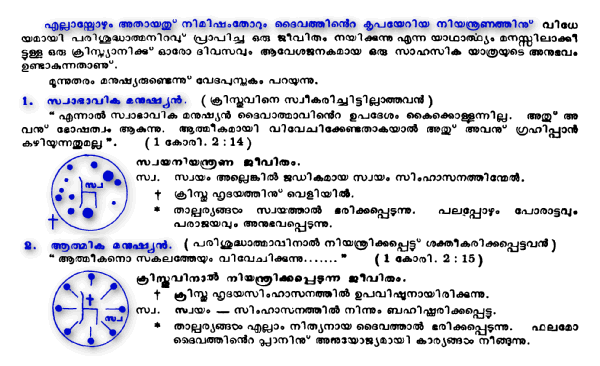 എല്ലായ്പോഴും അതായതു് നിമിഷംതോറും ദൈവത്തിൻെറ കൃപയേറിയ നിയന്ത്രണത്തിനു് വിധേ
യമായി പരിശുദ്ധാത്മനിറവു് പ്രാപിച്ച ഒരു ജീവിതം നയിക്കുന്നു എന്ന യാഥാർത്ഥ്യം മനസ്സിലാക്കീ
ട്ടുള്ള ഒരു ക്രിസ്ത്യാനിക്കു് ഓരോ ദിവസവും ആവേശജനകമായ ഒരു സാഹസിക യാത്രയുടെ അനുഭവം
ഉണ്ടാകുന്നതാണു്.
മൂന്നുതരം മനുഷ്യരുണ്ടെന്നു് വേദപുസ്തകം പറയുന്നു.
1. സ്വാഭാവിക മനുഷ്യൻ. (ക്രിസ്തുവിനെ സ്വീകരിച്ചിട്ടില്ലാത്തവൻ)
"എന്നാൽ സ്വാഭാവിക മനുഷ്യൻ ദൈവാത്മാവിൻെറ ഉപദേശം കൈക്കൊള്ളുന്നില്ല. അതു് അ
വനു് ഭോഷത്വം ആകുന്നു. ആത്മികമായി വിവേചിക്കേണ്ടതാകയാൽ അതു് അവനു് ഗ്രഹിപ്പാൻ
കഴിയുന്നതുമല്ല". (1 കോരി. 2:14)
സ്വയനിയന്ത്രണ ജീവിതം.
സ്വ. സ്വയം അല്ലെങ്കിൽ ജഡികമായ സ്വയം സിംഹാസനത്തിന്മേൽ.
സ്വ.
† ക്രിസ്തു ഹൃദയത്തിനു് വെളിയിൽ.
†
* താല്പര്യങ്ങൾ സ്വയത്താൽ ഭരിക്കപ്പെടുന്നു. പലപ്പോഴും പോരാട്ടവും
പരാജയവും അനുഭവപ്പെടുന്നു.
2. ആത്മിക മനുഷ്യൻ. (പരിശുദ്ധാത്മാവിനാൽ നിയന്ത്രിക്കപ്പെട്ടു് ശക്തീകരിക്കപ്പെട്ടവൻ)
"ആത്മീകനൊ സകലത്തേയും വിവേചിക്കുന്നു......." (1 കോരി. 2:15)
ക്രിസ്തുവിനാൽ നിയന്ത്രിക്കപ്പെടുന്ന ജീവിതം.
† ക്രിസ്തു ഹൃദയസിംഹാസനത്തിൽ ഉപവിഷ്ടനായിരിക്കുന്നു.
†
സ്വ. സ്വയം — സിംഹാസനത്തിൽ നിന്നും ബഹിഷ്കരിക്കപ്പെട്ടു.
സ്വ.
* താല്പര്യങ്ങൾ എല്ലാം നിത്യനായ ദൈവത്താൽ ഭരിക്കപ്പെടുന്നു. ഫലമോ
ദൈവത്തിൻെറ പ്ലാനിനു് അനുയോജ്യമായി കാര്യങ്ങൾ നീങ്ങുന്നു.